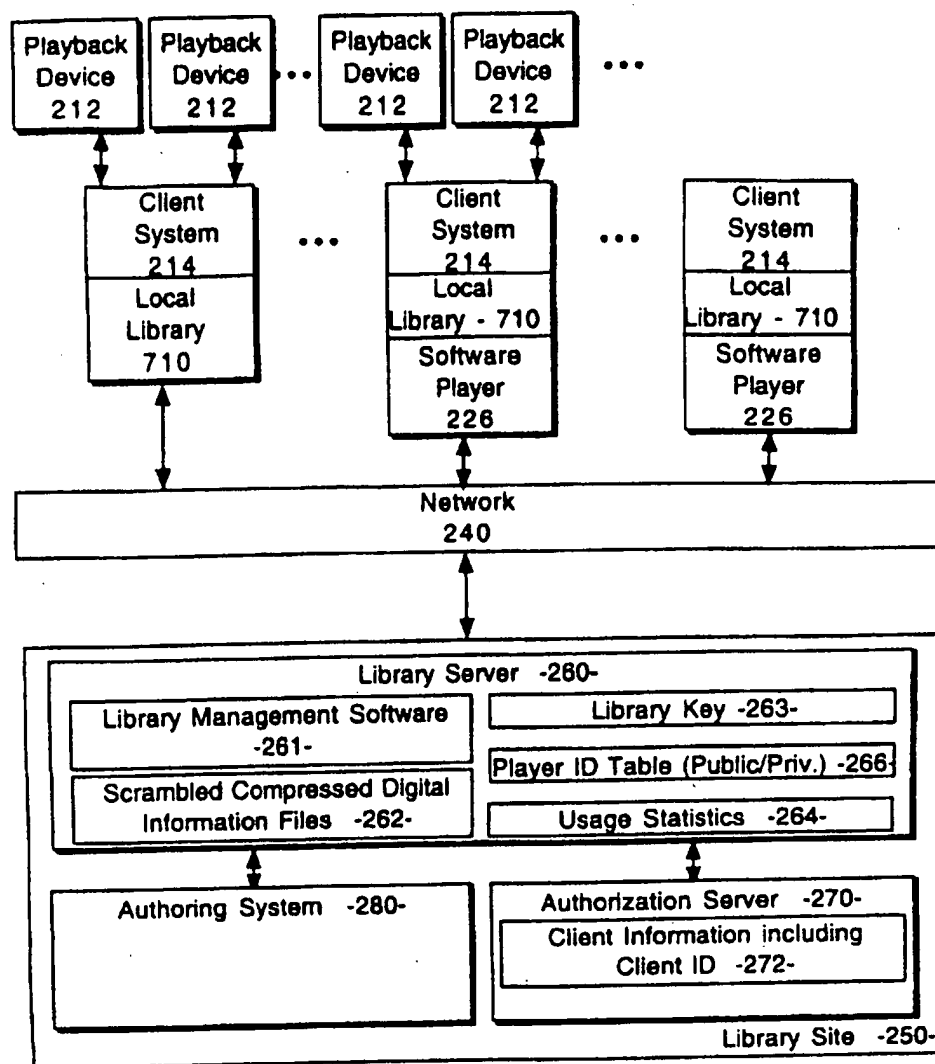 Playback
Device
212
Playback
Device
212
Playback
Device
212
Playback
Device
212
Client
System
214
Local
Library
710
Client
System
214
Local
Library - 710
Software
Player
226
Client
System
214
Local
Library - 710
Software
Player
226
Network
240
Library Server -260-
Library Management Software
-261-
Scrambled Compressed Digital
Information Files -262-
Library Key -263-
Player ID Table (Public/Priv.) -266-
Usage Statistics -264-
Authoring System -280-
Authorization Server -270-
Client Information including
Client ID -272-
Library Site -250-